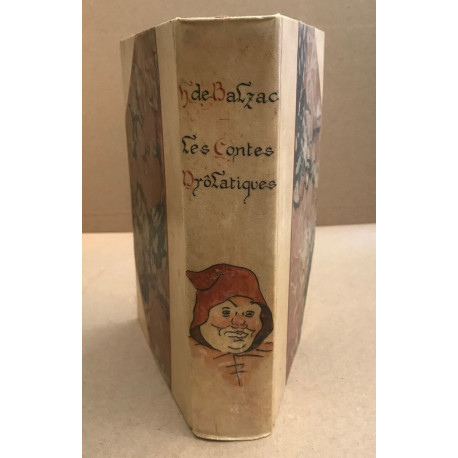 H de Balzac
Les Contes
Drôlatiques